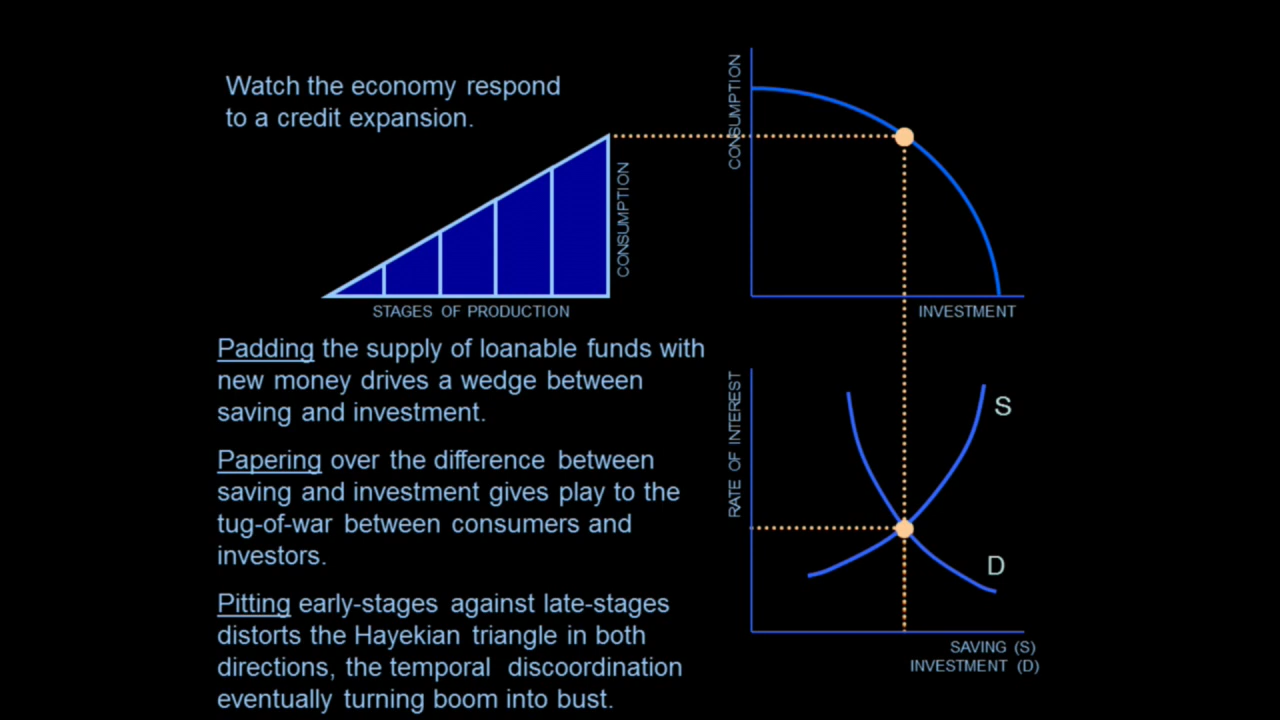 Watch the economy respond
to a credit expansion.
CONSUMPTION
STAGES OF PRODUCTION
CONSUMPTION
INVESTMENT
Padding the supply of loanable funds with
new money drives a wedge between
saving and investment.
Papering over the difference between
saving and investment gives play to the
tug-of-war between consumers and
investors.
Pitting early-stages against late-stages
distorts the Hayekian triangle in both
directions, the temporal discoordination
eventually turning boom into bust.
RATE OF INTEREST
S
D
SAVING (S)
INVESTMENT (D)